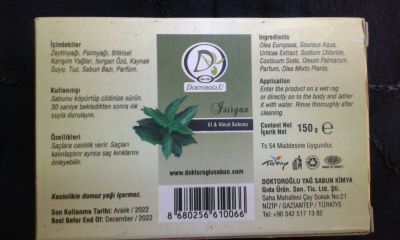 İçindekiler
Zeytinyağı, Palmyağı, Bitkisel
Karışım Yağlar, Isırgan Özü, Kaynak
Suyu, Tuz, Sabun Bazı, Parfüm.
Kullanılışı
Sabunu köpürtüp cildinize sürün.
30 saniye bekledikten sonra ılık
suyla durulayın.
Özellikleri
Saçlara canlılık verir. Saçları
kalınlaştırır ayrıca saç kırıklarını
önleyebilir.
Kesinlikle domuz yağı içermez.
Son Kullanma Tarihi: Aralık / 2022
Best Before End Of: December / 2022
DOKTOROĞLU
Isırgan
El & Vücut Sabunu
www.doktoroglusabun.com
8 680256 610066
Ingredients
Olea Europaea, Sourece Aqua,
Urticae Extract, Sodium Chloride,
Costicum Soda, Oleum Palmarum,
Parfum, Olea Mixto Planta.
Application
Enter the product on a wet rag
or directly on to the body and lather
it with water. Rinse thoroughly after
cleaning.
Content Net
İçerik Net
150 g
e
Ts 54 Maddesine Uygundur.
DOKTOROĞLU YAĞ SABUN KİMYA
Gıda Ürün. San. Tic. Ltd. Şti.
Saha Mahallesi Çay Sokak No:21
NİZİP / GAZİANTEP / TÜRKİYE
Tel: +90 342 517 13 82